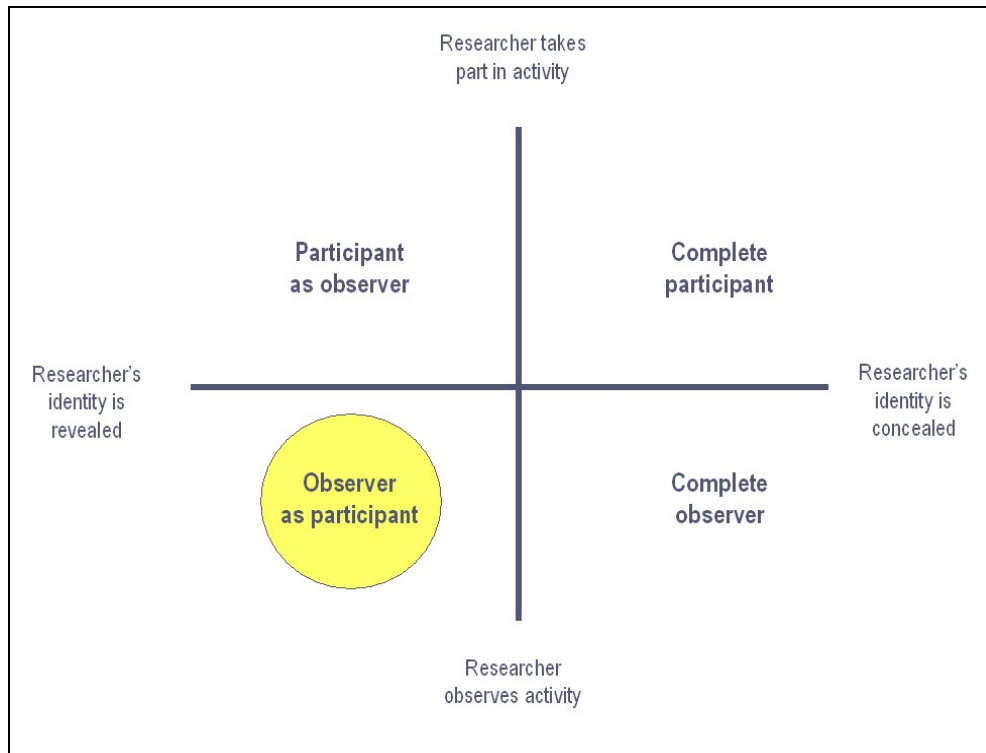 Researcher takes
part in activity
Participant
as observer
Complete
participant
Researcher's
identity is
revealed
Researcher's
identity is
concealed
Observer
as participant
Complete
observer
Researcher
observes activity